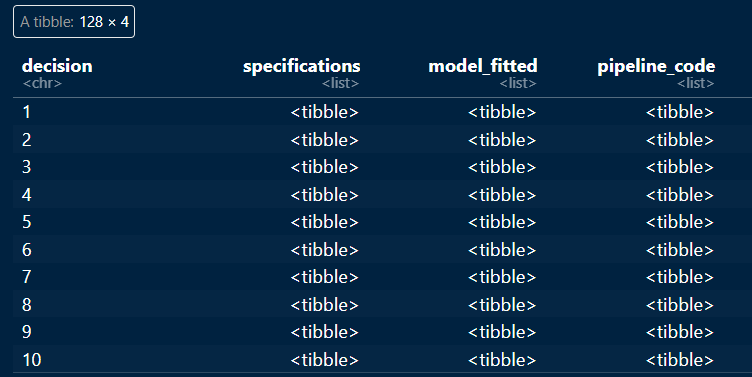 A tibble: 128 × 4
decision specifications model_fitted pipeline_code
<chr> <list> <list> <list>
1 <tibble> <tibble> <tibble>
2 <tibble> <tibble> <tibble>
3 <tibble> <tibble> <tibble>
4 <tibble> <tibble> <tibble>
5 <tibble> <tibble> <tibble>
6 <tibble> <tibble> <tibble>
7 <tibble> <tibble> <tibble>
8 <tibble> <tibble> <tibble>
9 <tibble> <tibble> <tibble>
10 <tibble> <tibble> <tibble>